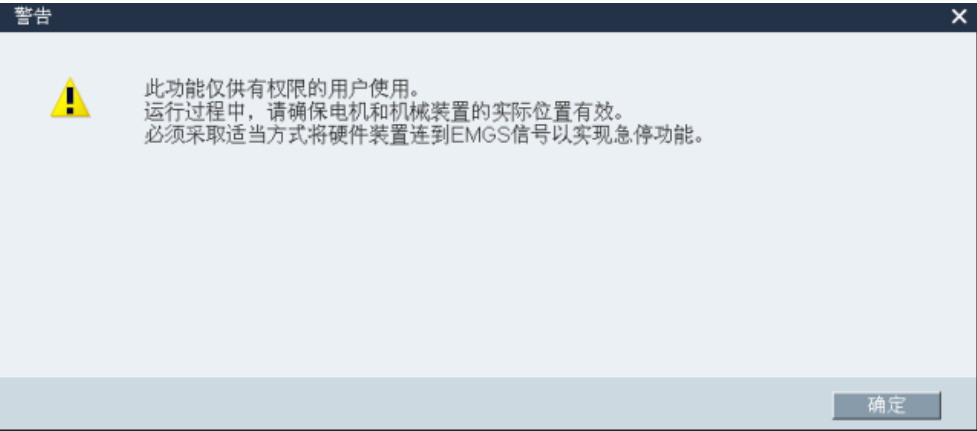 警告
此功能仅供有权限的用户使用。
运行过程中，请确保电机和机械装置的实际位置有效。
必须采取适当方式将硬件装置连到EMGS信号以实现急停功能。
确定